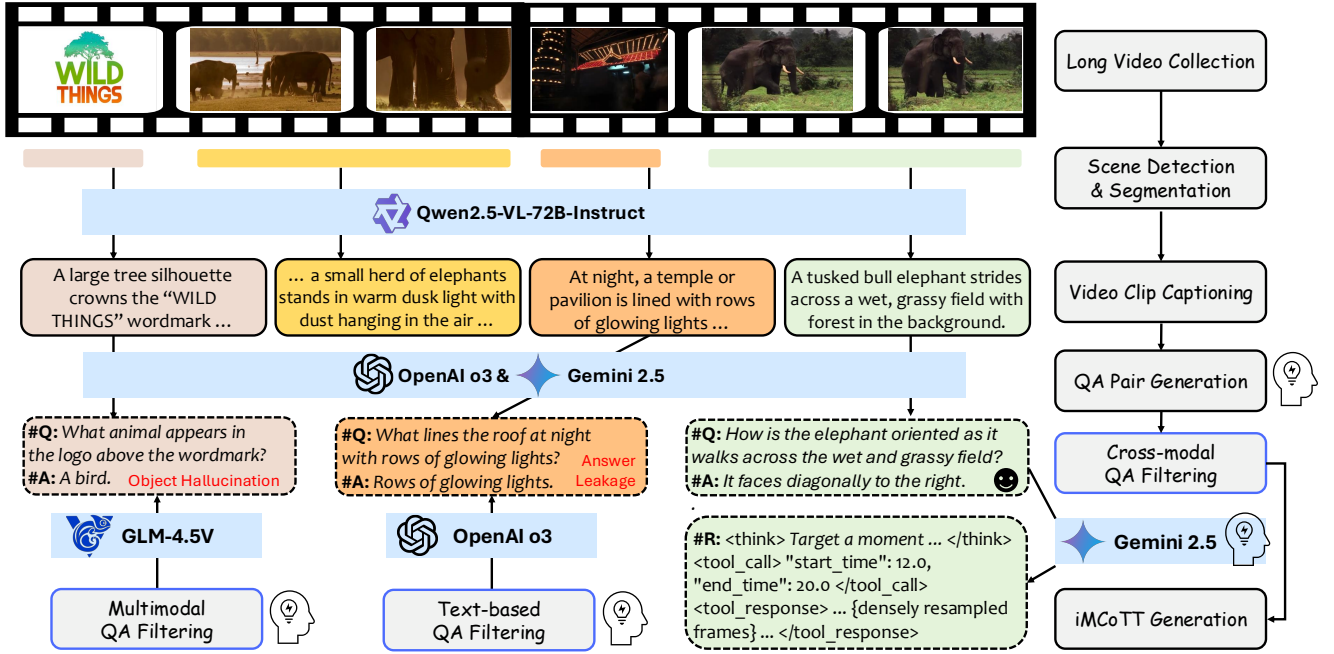 WILD
THINGS
Qwen2.5-VL-72B-Instruct
A large tree silhouette
crowns the “WILD
THINGS” wordmark ...
... a small herd of elephants
stands in warm dusk light with
dust hanging in the air ...
At night, a temple or
pavilion is lined with rows
of glowing lights ...
A tusked bull elephant strides
across a wet, grassy field with
forest in the background.
OpenAI o3 & Gemini 2.5
#Q: What animal appears in
the logo above the wordmark?
#A: A bird. Object Hallucination
#Q: What lines the roof at night
with rows of glowing lights?
#A: Rows of glowing lights.
Answer
Leakage
#Q: How is the elephant oriented as it
walks across the wet and grassy field?
#A: It faces diagonally to the right.
GLM-4.5V
OpenAI o3
Multimodal
QA Filtering
Text-based
QA Filtering
#R: <think> Target a moment ... </think>
<tool_call> "start_time": 12.0,
"end_time": 20.0 </tool_call>
<tool_response> ... {densely resampled
frames} ... </tool_response>
Long Video Collection
Scene Detection
& Segmentation
Video Clip Captioning
QA Pair Generation
Cross-modal
QA Filtering
Gemini 2.5
iMCoTT Generation